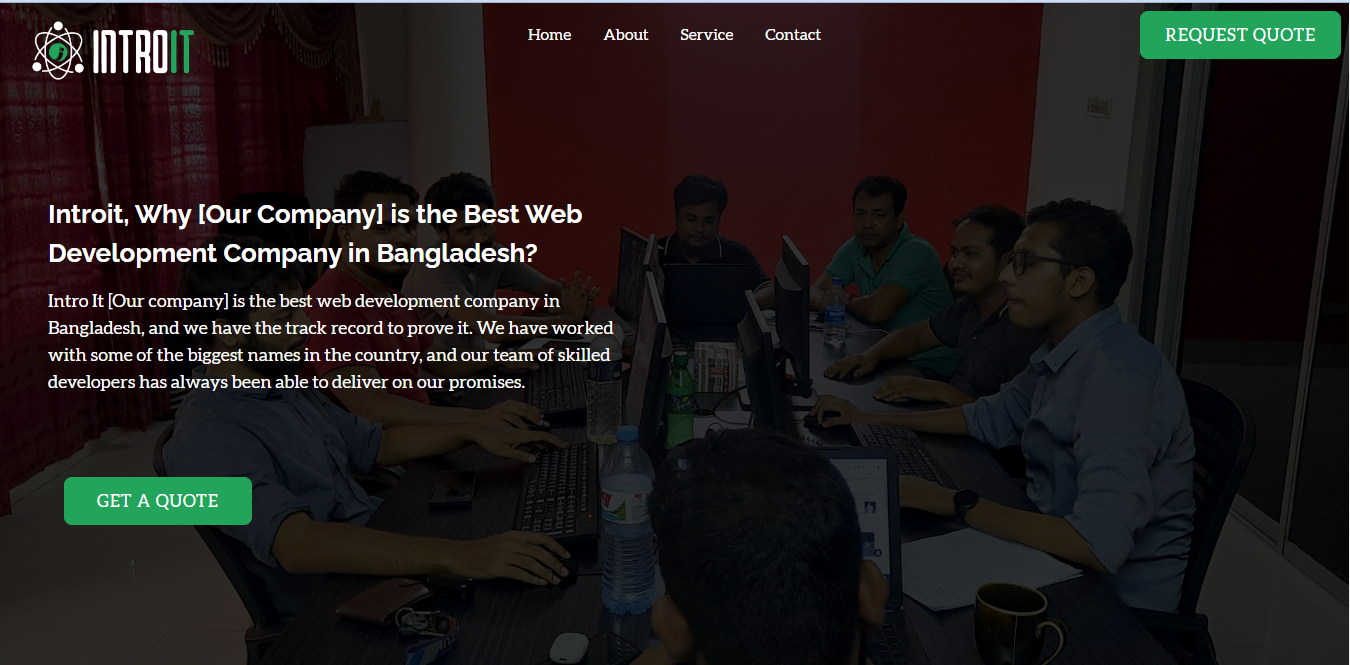 INTROIT
Home
About
Service
Contact
REQUEST QUOTE
Introit, Why [Our Company] is the Best Web
Development Company in Bangladesh?
Intro It [Our company] is the best web development company in
Bangladesh, and we have the track record to prove it. We have worked
with some of the biggest names in the country, and our team of skilled
developers has always been able to deliver on our promises.
GET A QUOTE